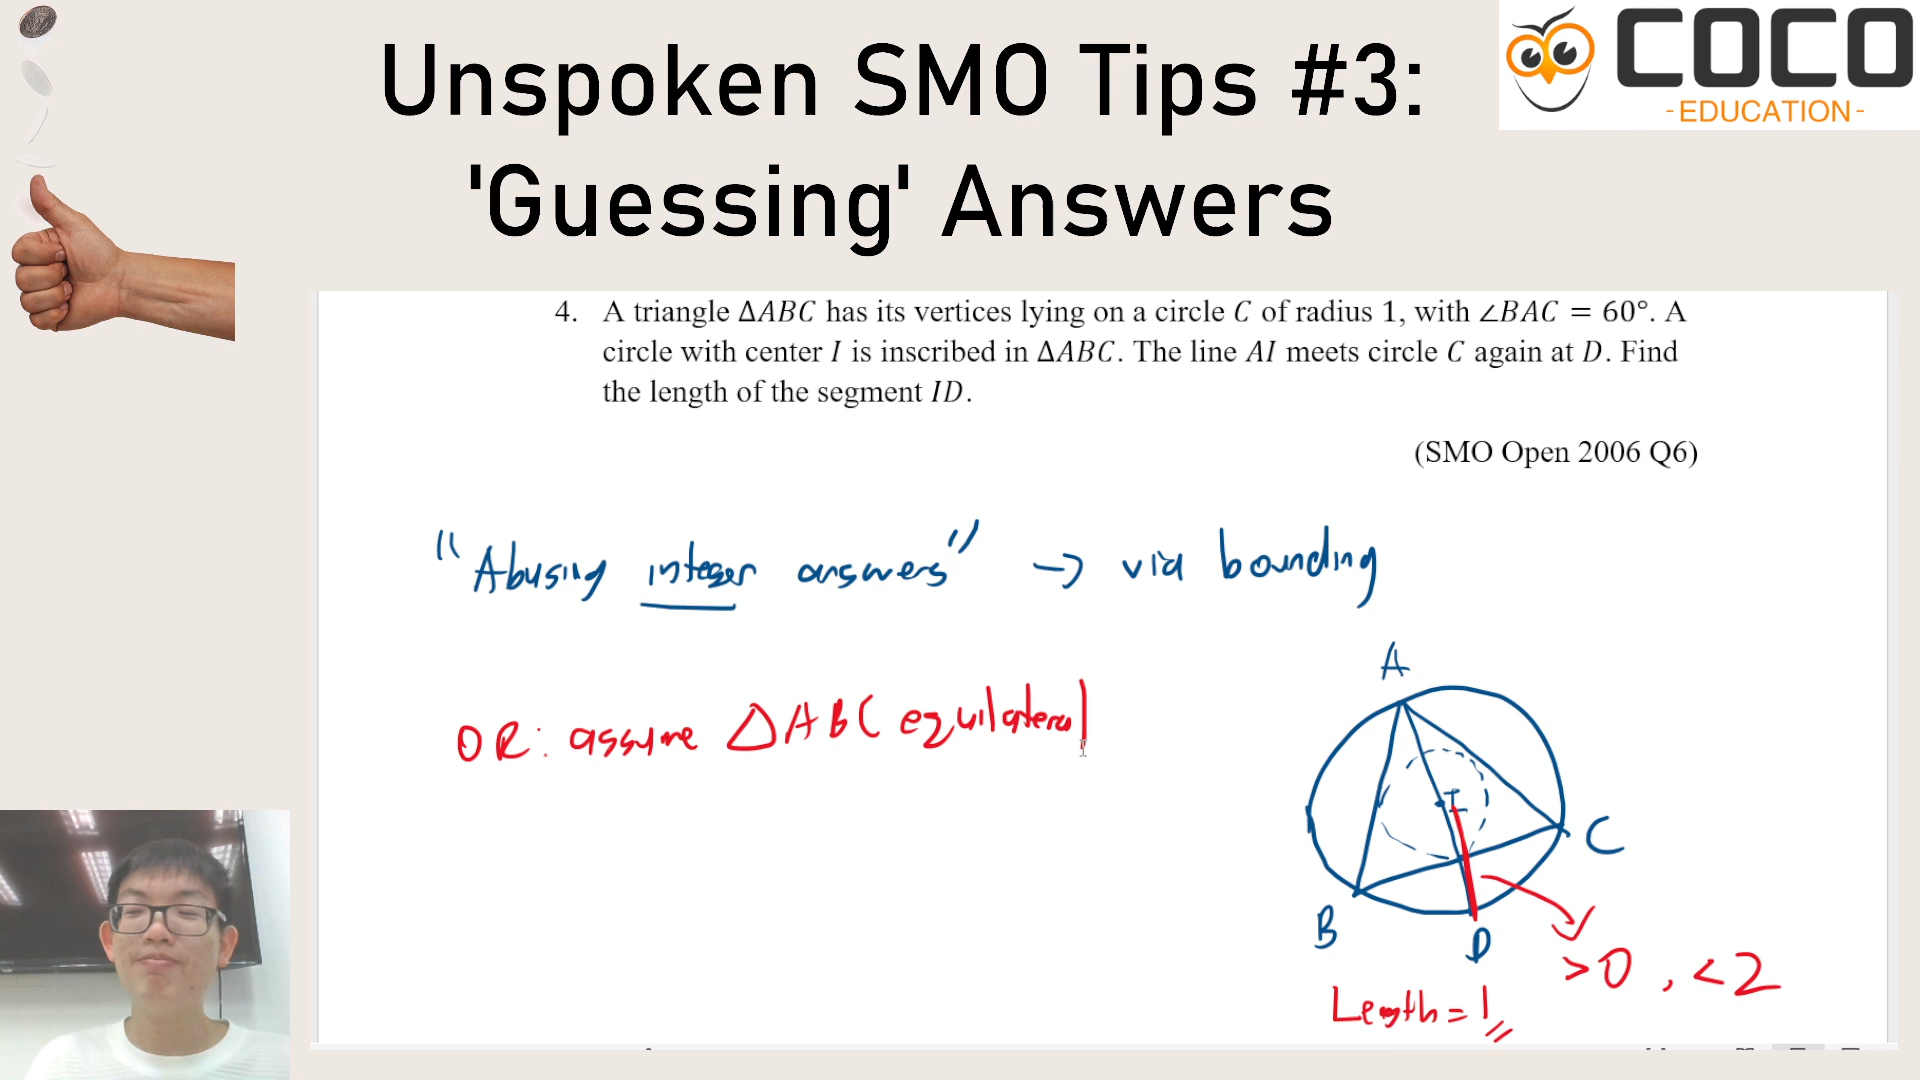 Unspoken SMO Tips #3:
'Guessing' Answers
COCO
-EDUCATION-
4. A triangle ΔABC has its vertices lying on a circle C of radius 1, with ∠BAC = 60°. A
circle with center I is inscribed in ΔABC. The line AI meets circle C again at D. Find
the length of the segment ID.
(SMO Open 2006 Q6)
"Abusing integer answers" → via bounding
OR: assume ΔABC equilateral
A
I
C
B
D
>0, <2
Length = 1